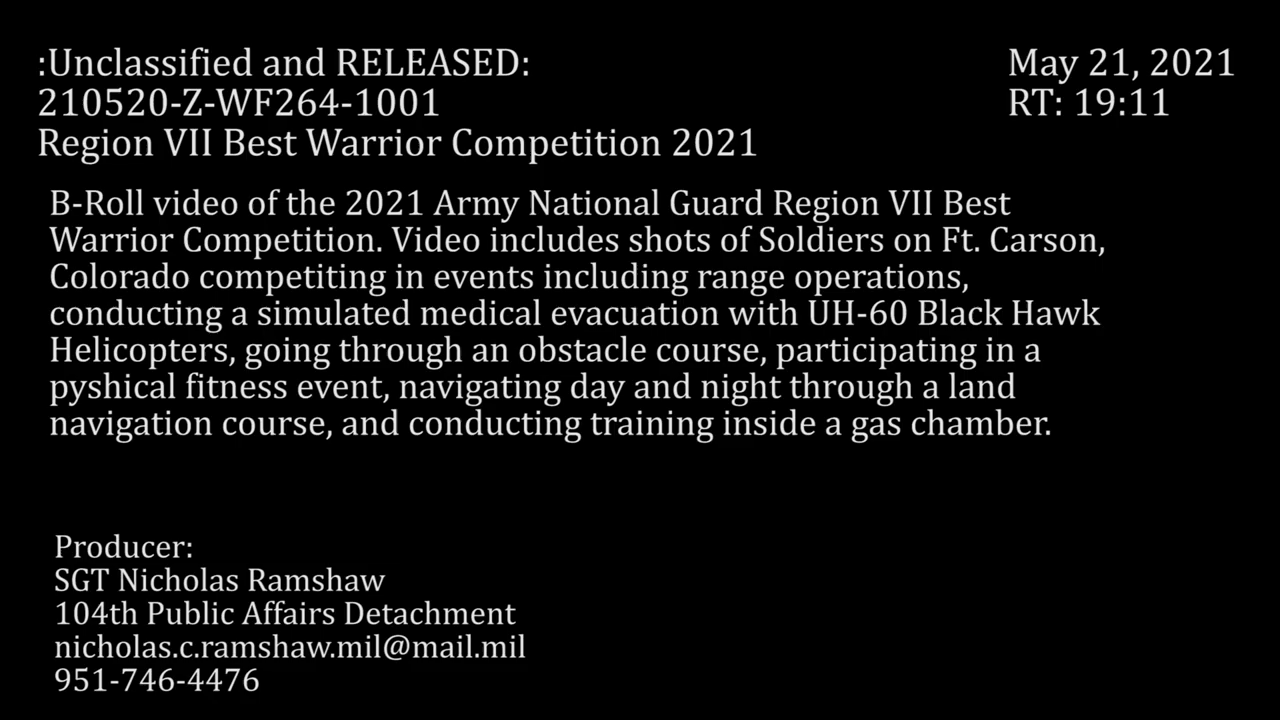 :Unclassified and RELEASED:
May 21, 2021
210520-Z-WF264-1001
RT: 19:11
Region VII Best Warrior Competition 2021
B-Roll video of the 2021 Army National Guard Region VII Best
Warrior Competition. Video includes shots of Soldiers on Ft. Carson,
Colorado competiting in events including range operations,
conducting a simulated medical evacuation with UH-60 Black Hawk
Helicopters, going through an obstacle course, participating in a
pyshical fitness event, navigating day and night through a land
navigation course, and conducting training inside a gas chamber.
Producer:
SGT Nicholas Ramshaw
104th Public Affairs Detachment
nicholas.c.ramshaw.mil@mail.mil
951-746-4476